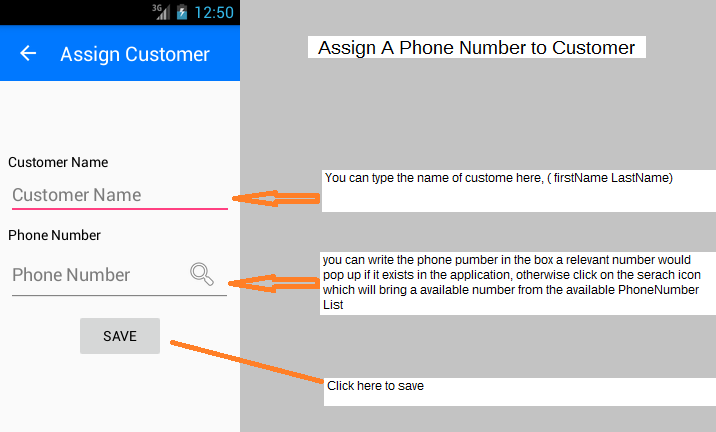 3G 12:50
Assign Customer
Assign A Phone Number to Customer
Customer Name
Customer Name
You can type the name of custome here, ( firstName LastName)
Phone Number
Phone Number
you can write the phone pumber in the box a relevant number would
pop up if it exists in the application, otherwise click on the serach icon
which will bring a available number from the available PhoneNumber
List
SAVE
Click here to save